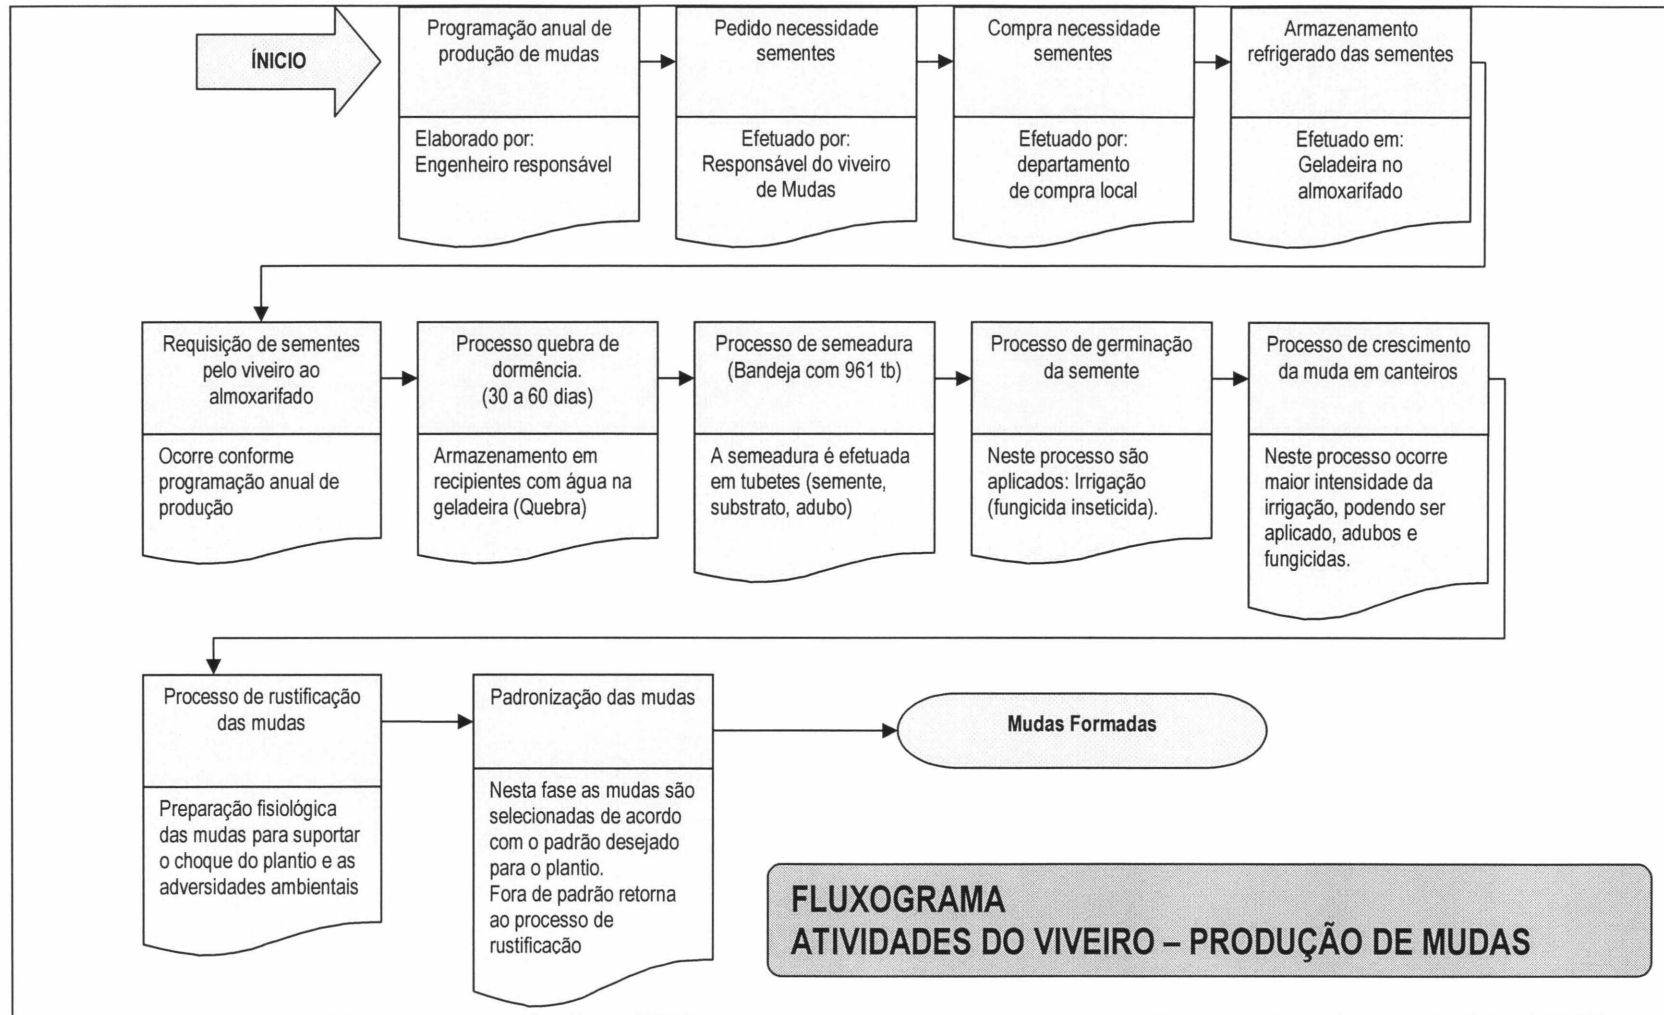 ÍNICIO
Programação anual de
produção de mudas
Elaborado por:
Engenheiro responsável
Pedido necessidade
sementes
Efetuado por:
Responsável do viveiro
de Mudas
Compra necessidade
sementes
Efetuado por:
departamento
de compra local
Armazenamento
refrigerado das sementes
Efetuado em:
Geladeira no
almoxarifado
Requisição de sementes
pelo viveiro ao
almoxarifado
Ocorre conforme
programação anual de
produção
Processo quebra de
dormência.
(30 a 60 dias)
Armazenamento em
recipientes com água na
geladeira (Quebra)
Processo de semeadura
(Bandeja com 961 tb)
A semeadura é efetuada
em tubetes (semente,
substrato, adubo)
Processo de germinação
da semente
Neste processo são
aplicados: Irrigação
(fungicida inseticida).
Processo de crescimento
da muda em canteiros
Neste processo ocorre
maior intensidade da
irrigação, podendo ser
aplicado, adubos e
fungicidas.
Processo de rustificação
das mudas
Preparação fisiológica
das mudas para suportar
o choque do plantio e as
adversidades ambientais
Padronização das mudas
Nesta fase as mudas são
selecionadas de acordo
com o padrão desejado
para o plantio.
Fora de padrão retorna
ao processo de
rustificação
Mudas Formadas
FLUXOGRAMA
ATIVIDADES DO VIVEIRO – PRODUÇÃO DE MUDAS